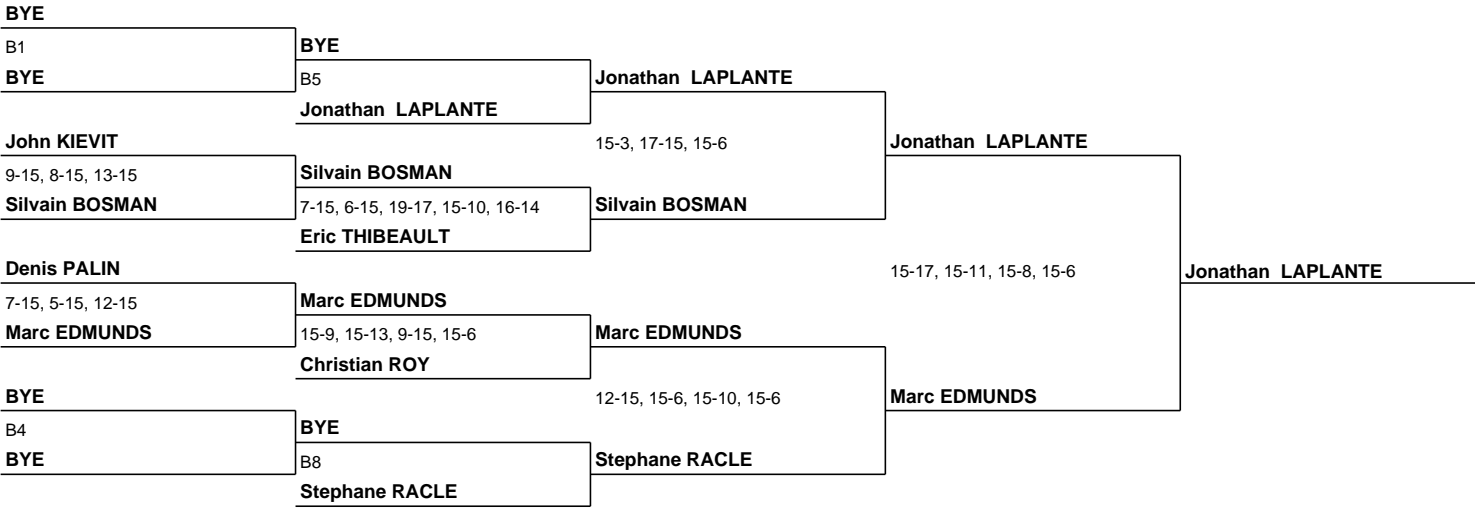 BYE
B1
BYE
BYE
B5
Jonathan LAPLANTE
Jonathan LAPLANTE
John KIEVIT
9-15, 8-15, 13-15
Silvain BOSMAN
Silvain BOSMAN
7-15, 6-15, 19-17, 15-10, 16-14
Eric THIBEAULT
15-3, 17-15, 15-6
Silvain BOSMAN
Jonathan LAPLANTE
Denis PALIN
7-15, 5-15, 12-15
Marc EDMUNDS
Marc EDMUNDS
15-9, 15-13, 9-15, 15-6
Christian ROY
Marc EDMUNDS
BYE
B4
BYE
BYE
B8
Stephane RACLE
12-15, 15-6, 15-10, 15-6
Stephane RACLE
Marc EDMUNDS
15-17, 15-11, 15-8, 15-6
Jonathan LAPLANTE